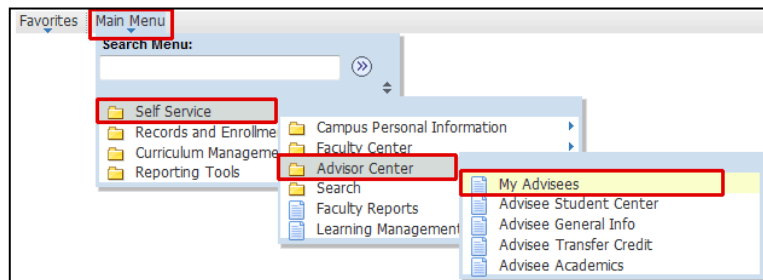 Favorites Main Menu
Search Menu:
Self Service
Records and Enrollme
Curriculum Manageme
Reporting Tools
Campus Personal Information
Faculty Center
Advisor Center
Search
Faculty Reports
Learning Management
My Advisees
Advisee Student Center
Advisee General Info
Advisee Transfer Credit
Advisee Academics